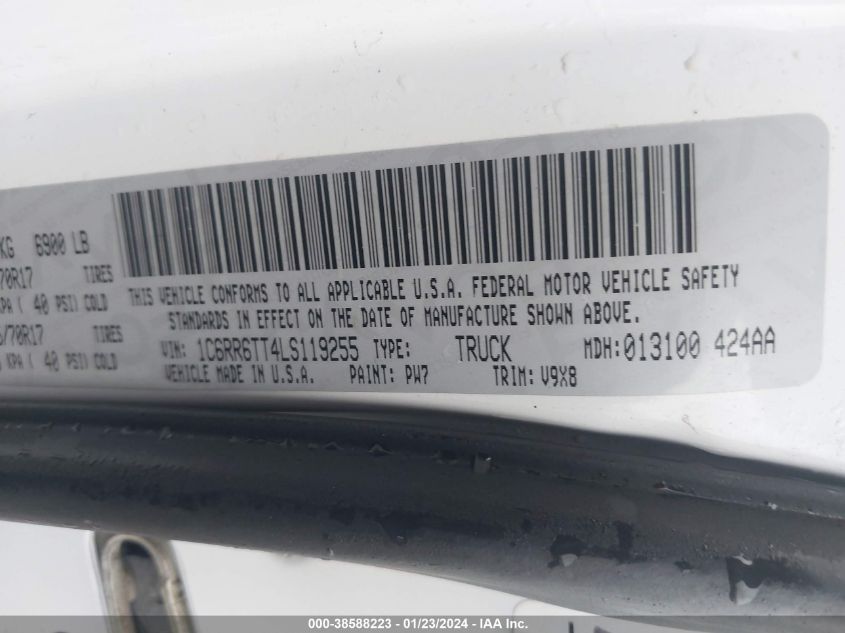 KG 6900 LB
70R17 TIRES
KPA ( 40 PSI) COLD
/70R17 TIRES
KPA ( 40 PSI) COLD
THIS VEHICLE CONFORMS TO ALL APPLICABLE U.S.A. FEDERAL MOTOR VEHICLE SAFETY
STANDARDS IN EFFECT ON THE DATE OF MANUFACTURE SHOWN ABOVE.
VIN: 1C6RR6TT4LS119255 TYPE: TRUCK MDH:013100 424AA
VEHICLE MADE IN U.S.A. PAINT: PW7 TRIM: V9X8
000-38588223 - 01/23/2024 - IAA Inc.